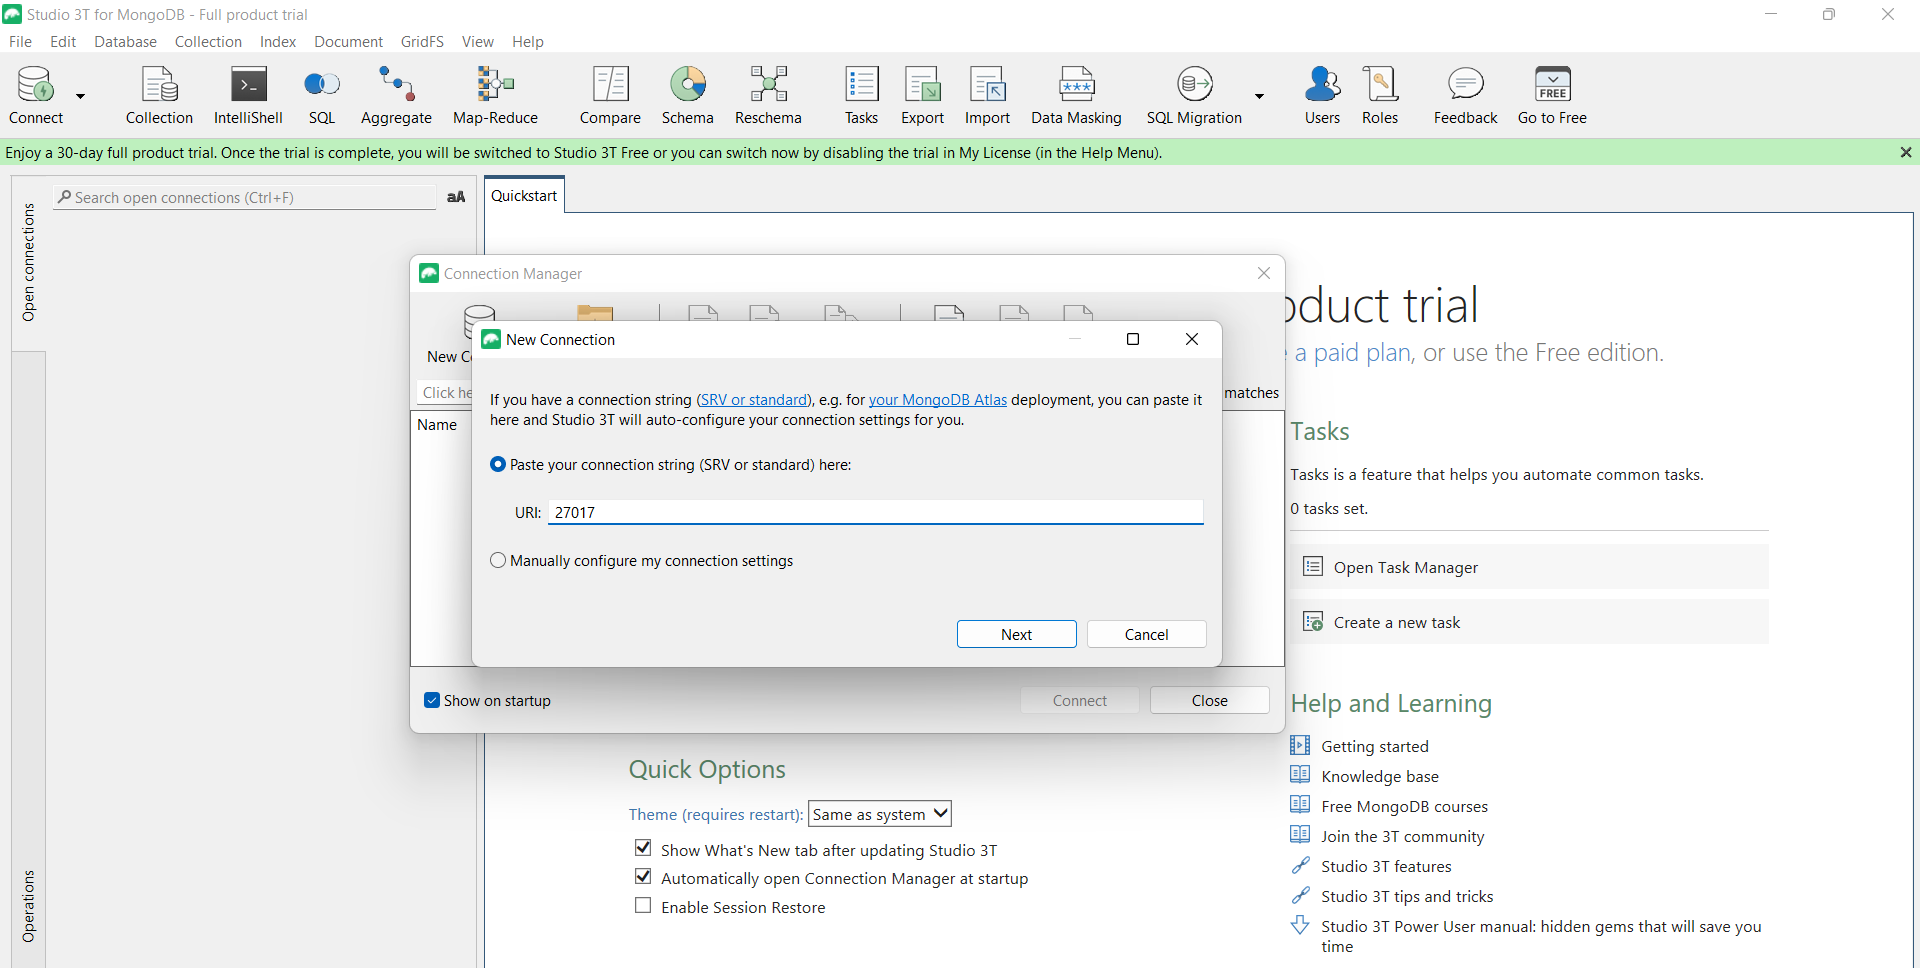 Studio 3T for MongoDB - Full product trial
File Edit Database Collection Index Document GridFS View Help
Connect Collection IntelliShell SQL Aggregate Map-Reduce Compare Schema Reschema Tasks Export Import Data Masking SQL Migration Users Roles Feedback FREE Go to Free
Enjoy a 30-day full product trial. Once the trial is complete, you will be switched to Studio 3T Free or you can switch now by disabling the trial in My License (in the Help Menu).
Open connections
Search open connections (Ctrl+F) aA
Quickstart
Connection Manager
oduct trial
New Co
New Connection
a paid plan, or use the Free edition.
Click he
matches
Name
If you have a connection string (SRV or standard), e.g. for your MongoDB Atlas deployment, you can paste it
here and Studio 3T will auto-configure your connection settings for you.
Paste your connection string (SRV or standard) here:
URI: 27017
Manually configure my connection settings
Next Cancel
Show on startup
Connect Close
Tasks
Tasks is a feature that helps you automate common tasks.
0 tasks set.
Open Task Manager
Create a new task
Quick Options
Theme (requires restart): Same as system
Show What's New tab after updating Studio 3T
Automatically open Connection Manager at startup
Enable Session Restore
Help and Learning
Getting started
Knowledge base
Free MongoDB courses
Join the 3T community
Studio 3T features
Studio 3T tips and tricks
Studio 3T Power User manual: hidden gems that will save you
time
Operations